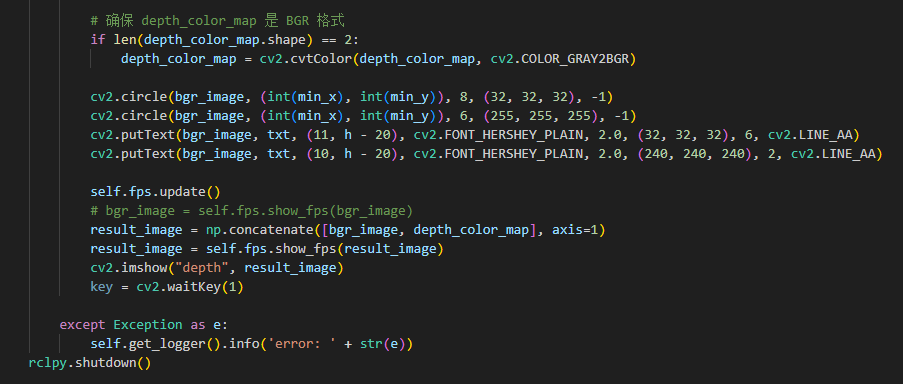 # 确保 depth_color_map 是 BGR 格式
if len(depth_color_map.shape) == 2:
depth_color_map = cv2.cvtColor(depth_color_map, cv2.COLOR_GRAY2BGR)
cv2.circle(bgr_image, (int(min_x), int(min_y)), 8, (32, 32, 32), -1)
cv2.circle(bgr_image, (int(min_x), int(min_y)), 6, (255, 255, 255), -1)
cv2.putText(bgr_image, txt, (11, h - 20), cv2.FONT_HERSHEY_PLAIN, 2.0, (32, 32, 32), 6, cv2.LINE_AA)
cv2.putText(bgr_image, txt, (10, h - 20), cv2.FONT_HERSHEY_PLAIN, 2.0, (240, 240, 240), 2, cv2.LINE_AA)
self.fps.update()
# bgr_image = self.fps.show_fps(bgr_image)
result_image = np.concatenate([bgr_image, depth_color_map], axis=1)
result_image = self.fps.show_fps(result_image)
cv2.imshow("depth", result_image)
key = cv2.waitKey(1)
except Exception as e:
self.get_logger().info('error: ' + str(e))
rclpy.shutdown()